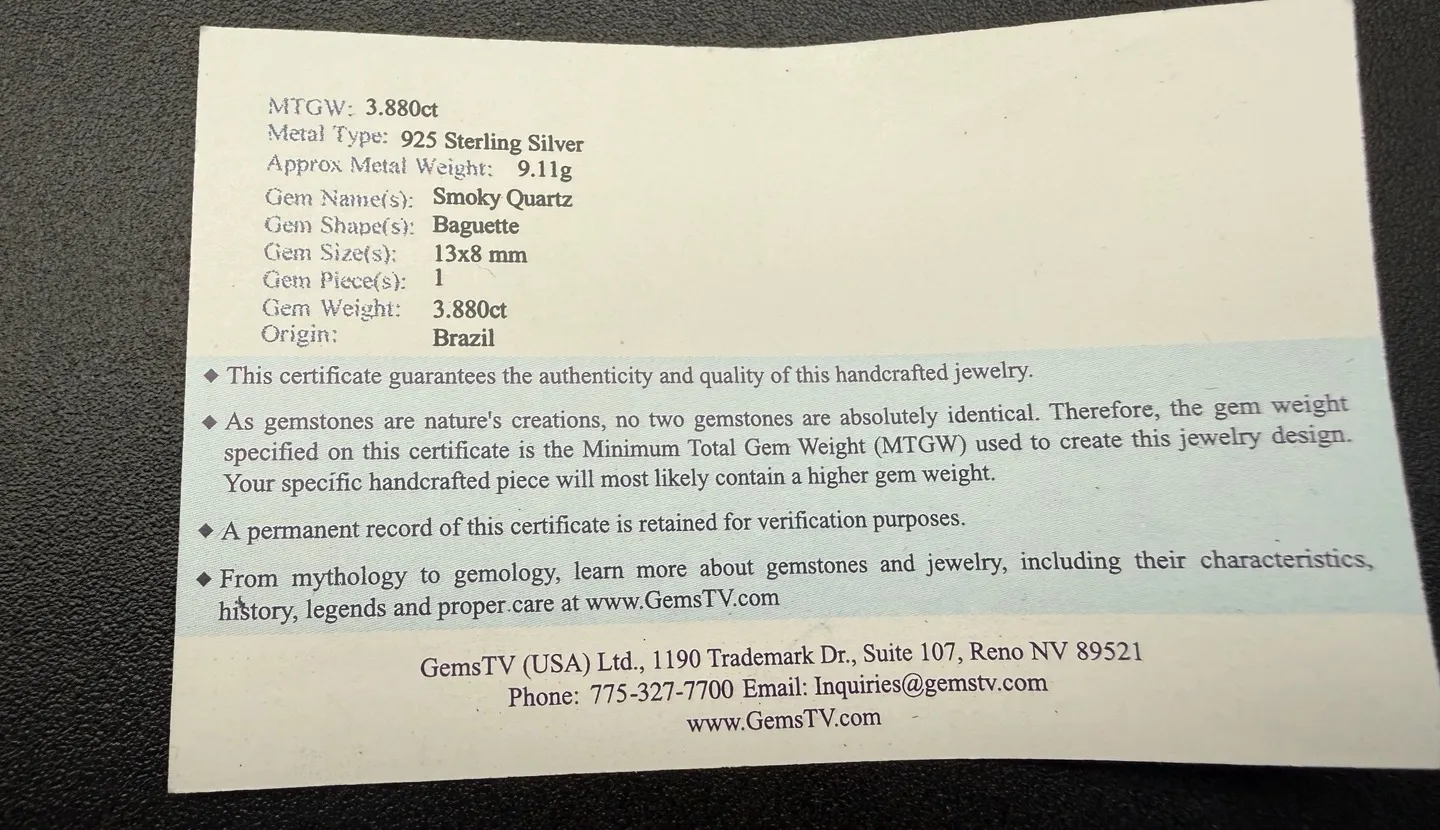 MTGW: 3.880ct
Metal Type: 925 Sterling Silver
Approx Metal Weight: 9.11g
Gem Name(s): Smoky Quartz
Gem Shape(s): Baguette
Gem Size(s): 13x8 mm
Gem Piece(s): 1
Gem Weight: 3.880ct
Origin: Brazil
◆ This certificate guarantees the authenticity and quality of this handcrafted jewelry.
◆ As gemstones are nature's creations, no two gemstones are absolutely identical. Therefore, the gem weight
specified on this certificate is the Minimum Total Gem Weight (MTGW) used to create this jewelry design.
Your specific handcrafted piece will most likely contain a higher gem weight.
◆ A permanent record of this certificate is retained for verification purposes.
◆ From mythology to gemology, learn more about gemstones and jewelry, including their characteristics,
history, legends and proper care at www.GemsTV.com
GemsTV (USA) Ltd., 1190 Trademark Dr., Suite 107, Reno NV 89521
Phone: 775-327-7700 Email: Inquiries@gemstv.com
www.GemsTV.com